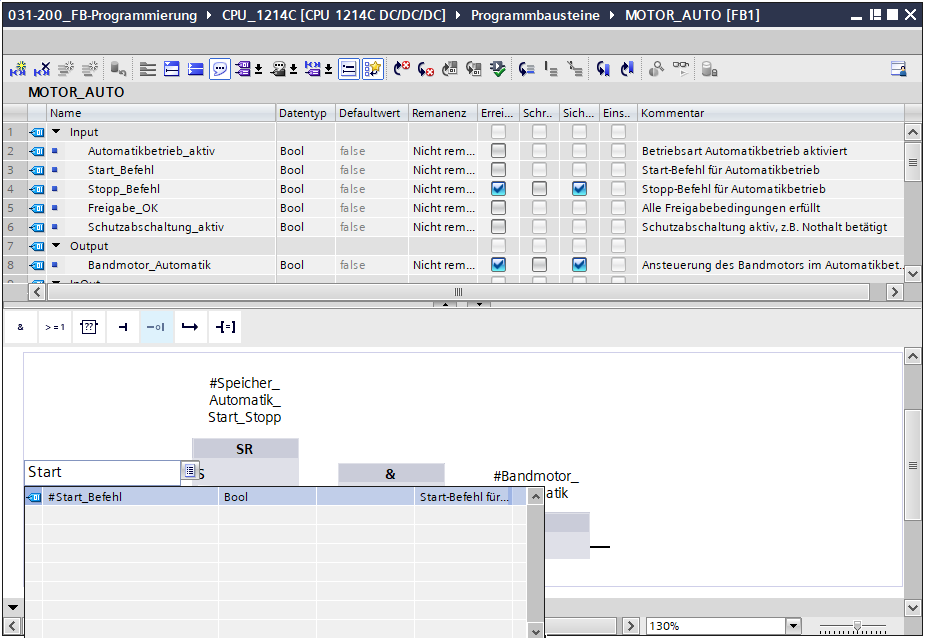 031-200_FB-Programmierung ▸ CPU_1214C [CPU 1214C DC/DC/DC] ▸ Programmbausteine ▸ MOTOR_AUTO [FB1]
MOTOR_AUTO
Name Datentyp Defaultwert Remanenz Errei... Schr... Sich... Eins... Kommentar
1 Input
2 Automatikbetrieb_aktiv Bool false Nicht rem... Betriebsart Automatikbetrieb aktiviert
3 Start_Befehl Bool false Nicht rem... Start-Befehl für Automatikbetrieb
4 Stopp_Befehl Bool false Nicht rem... Stopp-Befehl für Automatikbetrieb
5 Freigabe_OK Bool false Nicht rem... Alle Freigabebedingungen erfüllt
6 Schutzabschaltung_aktiv Bool false Nicht rem... Schutzabschaltung aktiv, z.B. Nothalt betätigt
7 Output
8 Bandmotor_Automatik Bool false Nicht rem... Ansteuerung des Bandmotors im Automatikbet...
& >=1 ??
#Speicher_
Automatik_
Start_Stopp
SR
Start S
&
#Bandmotor_
atik
#Start_Befehl Bool Start-Befehl für...
130%